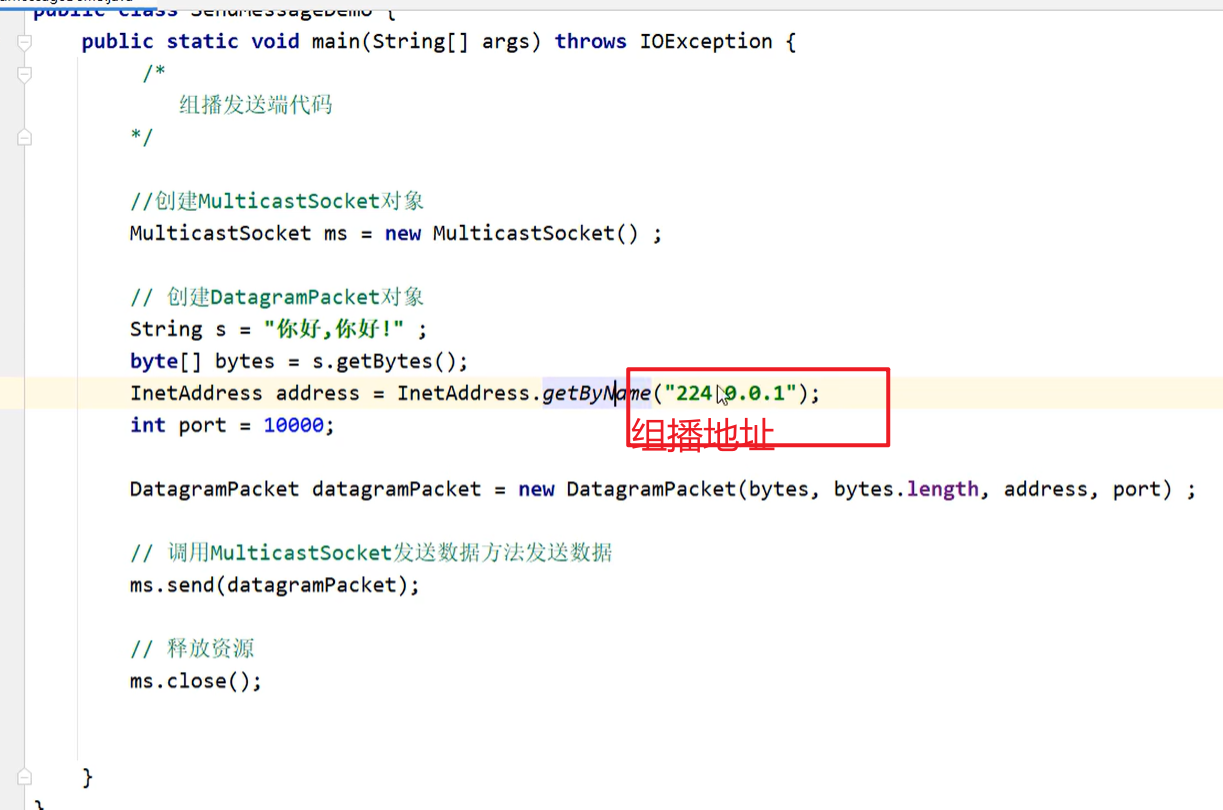 public class SendMessageDemo {
public static void main(String[] args) throws IOException {
/*
组播发送端代码
*/
//创建MulticastSocket对象
MulticastSocket ms = new MulticastSocket() ;
// 创建DatagramPacket对象
String s = "你好,你好!" ;
byte[] bytes = s.getBytes();
InetAddress address = InetAddress.getByName("224.0.0.1");
组播地址
int port = 10000;
DatagramPacket datagramPacket = new DatagramPacket(bytes, bytes.length, address, port) ;
// 调用MulticastSocket发送数据方法发送数据
ms.send(datagramPacket);
// 释放资源
ms.close();
}
}